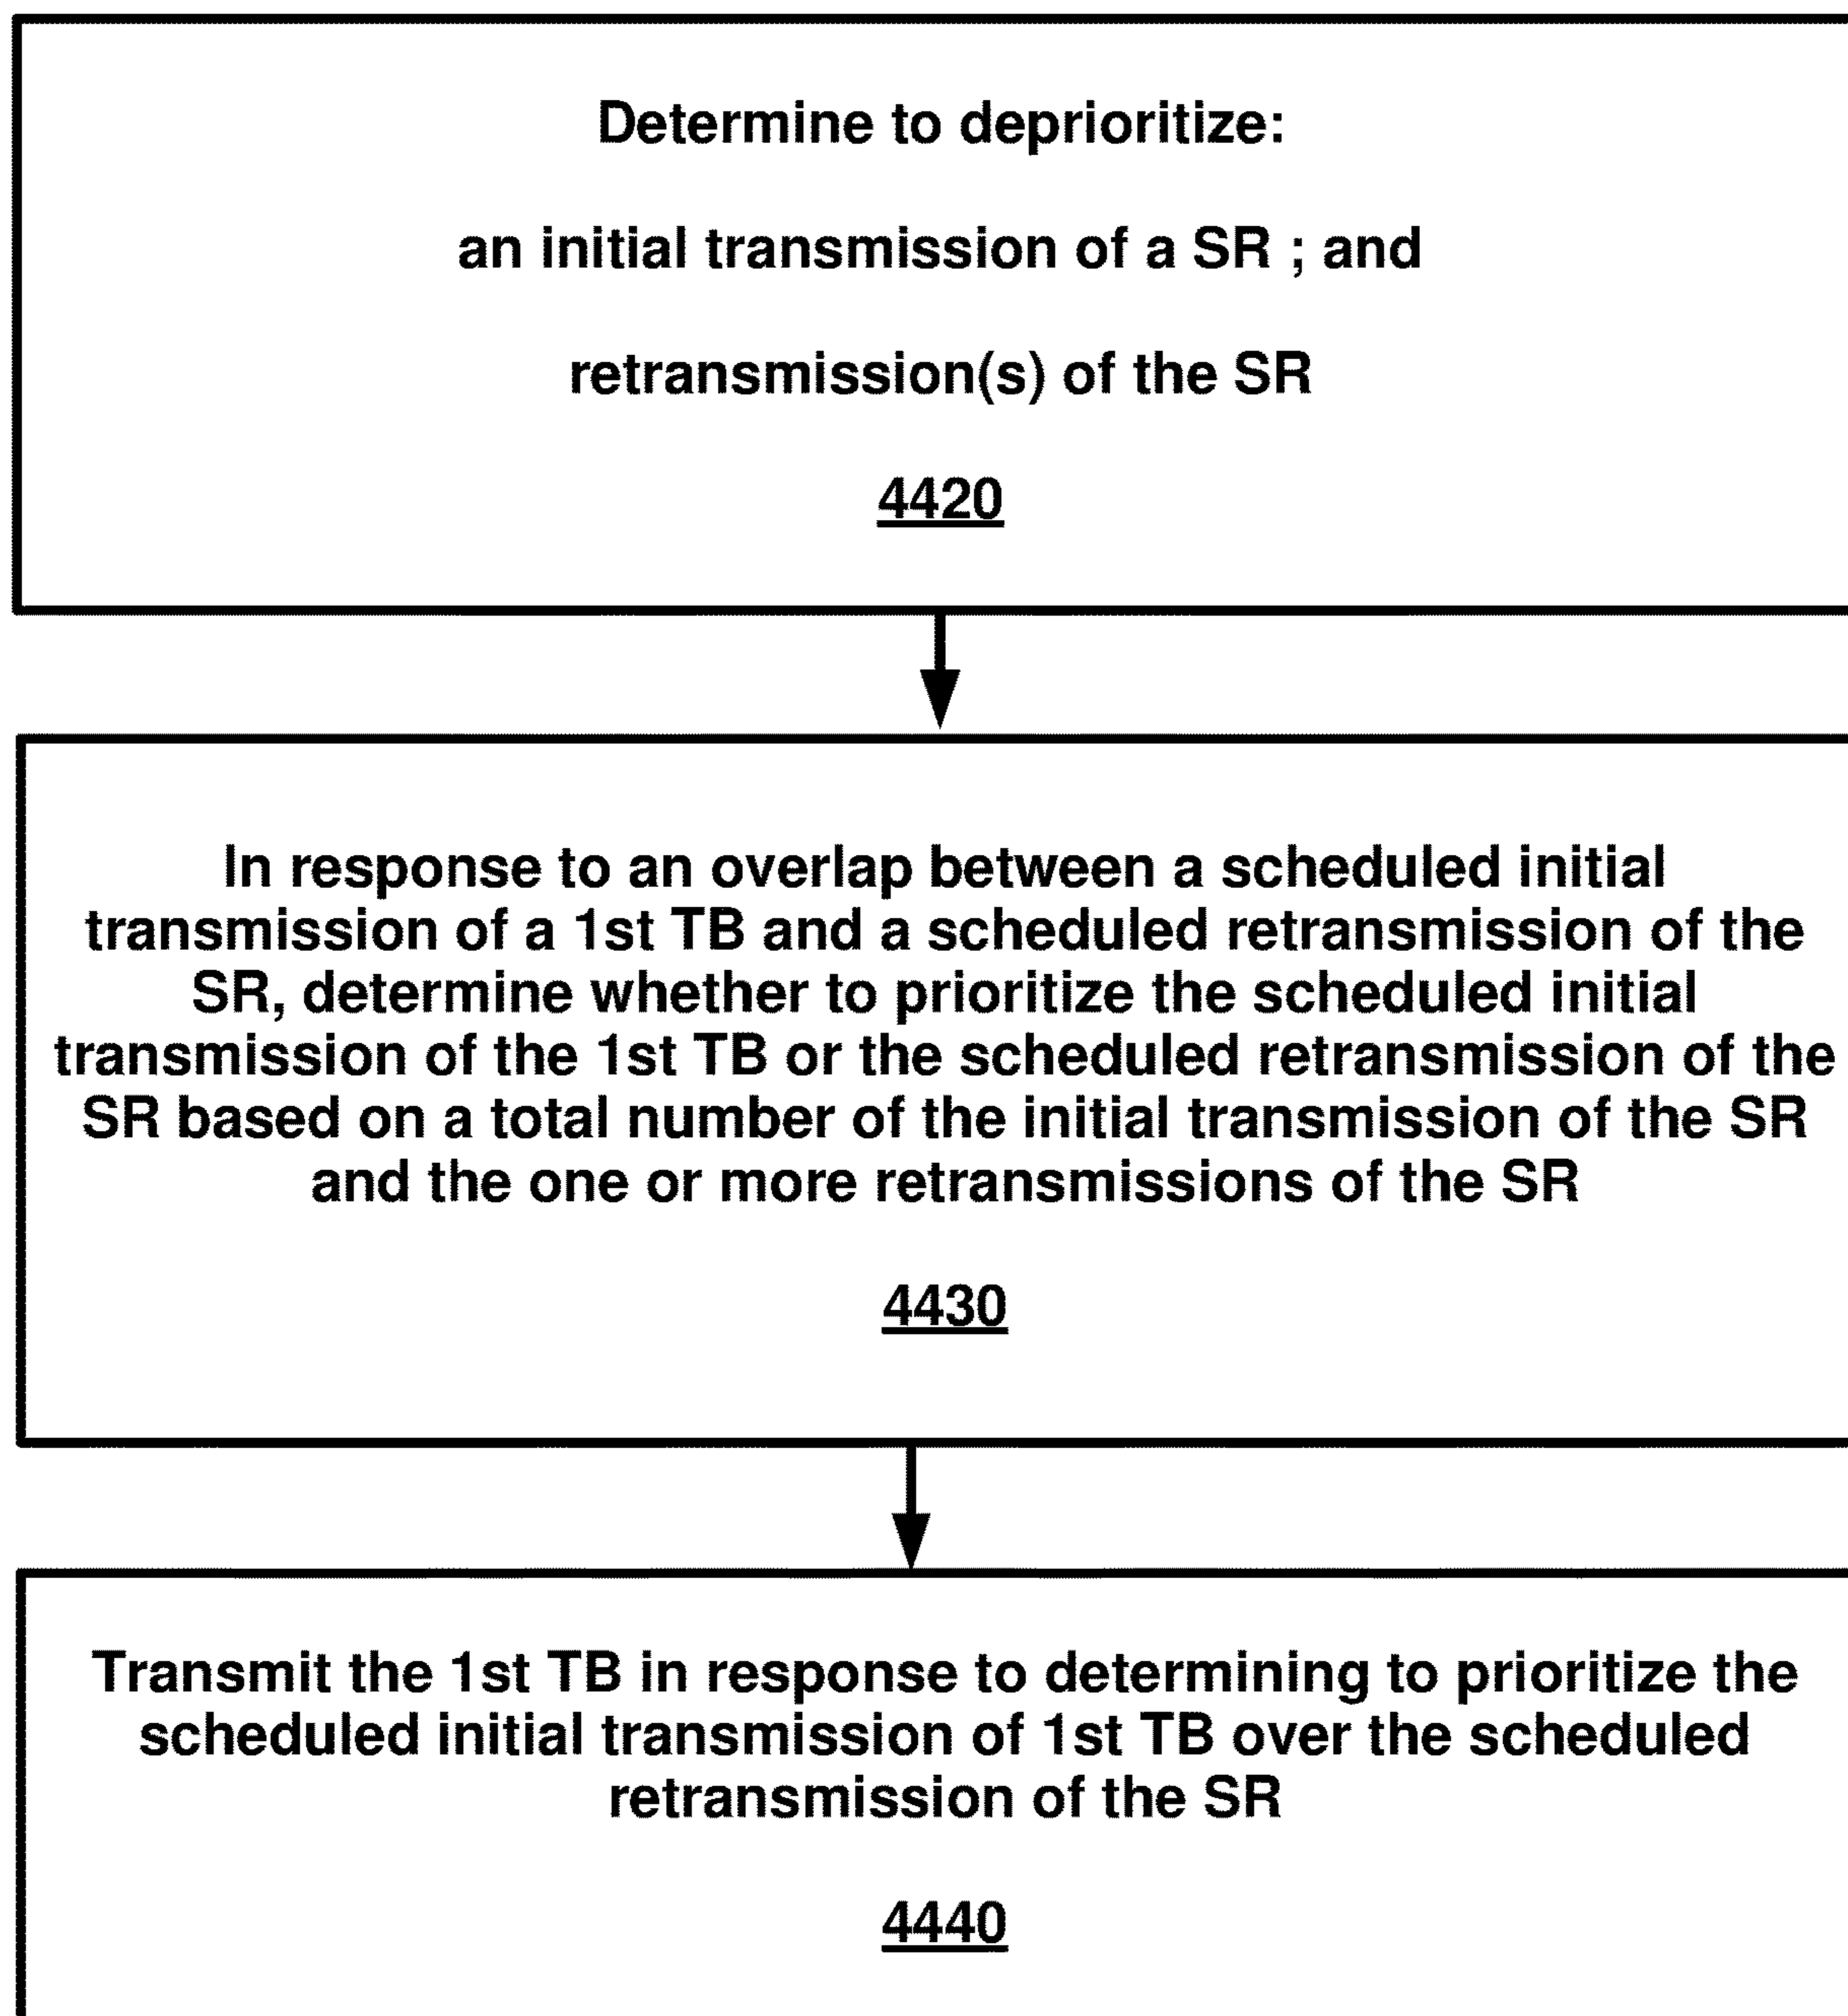 Determine to deprioritize:
an initial transmission of a SR ; and
retransmission(s) of the SR
4420
In response to an overlap between a scheduled initial
transmission of a 1st TB and a scheduled retransmission of the
SR, determine whether to prioritize the scheduled initial
transmission of the 1st TB or the scheduled retransmission of the
SR based on a total number of the initial transmission of the SR
and the one or more retransmissions of the SR
4430
Transmit the 1st TB in response to determining to prioritize the
scheduled initial transmission of 1st TB over the scheduled
retransmission of the SR
4440